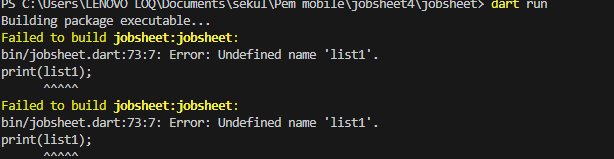 PS C:\Users\LENOVO LOQ\Documents\sekul\Pem mobile\jobsheet4\jobsheet> dart run
Building package executable...
Failed to build jobsheet:jobsheet:
bin/jobsheet.dart:73:7: Error: Undefined name 'list1'.
print(list1);
      ^^^^^
Failed to build jobsheet:jobsheet:
bin/jobsheet.dart:73:7: Error: Undefined name 'list1'.
print(list1);
      ^^^^^